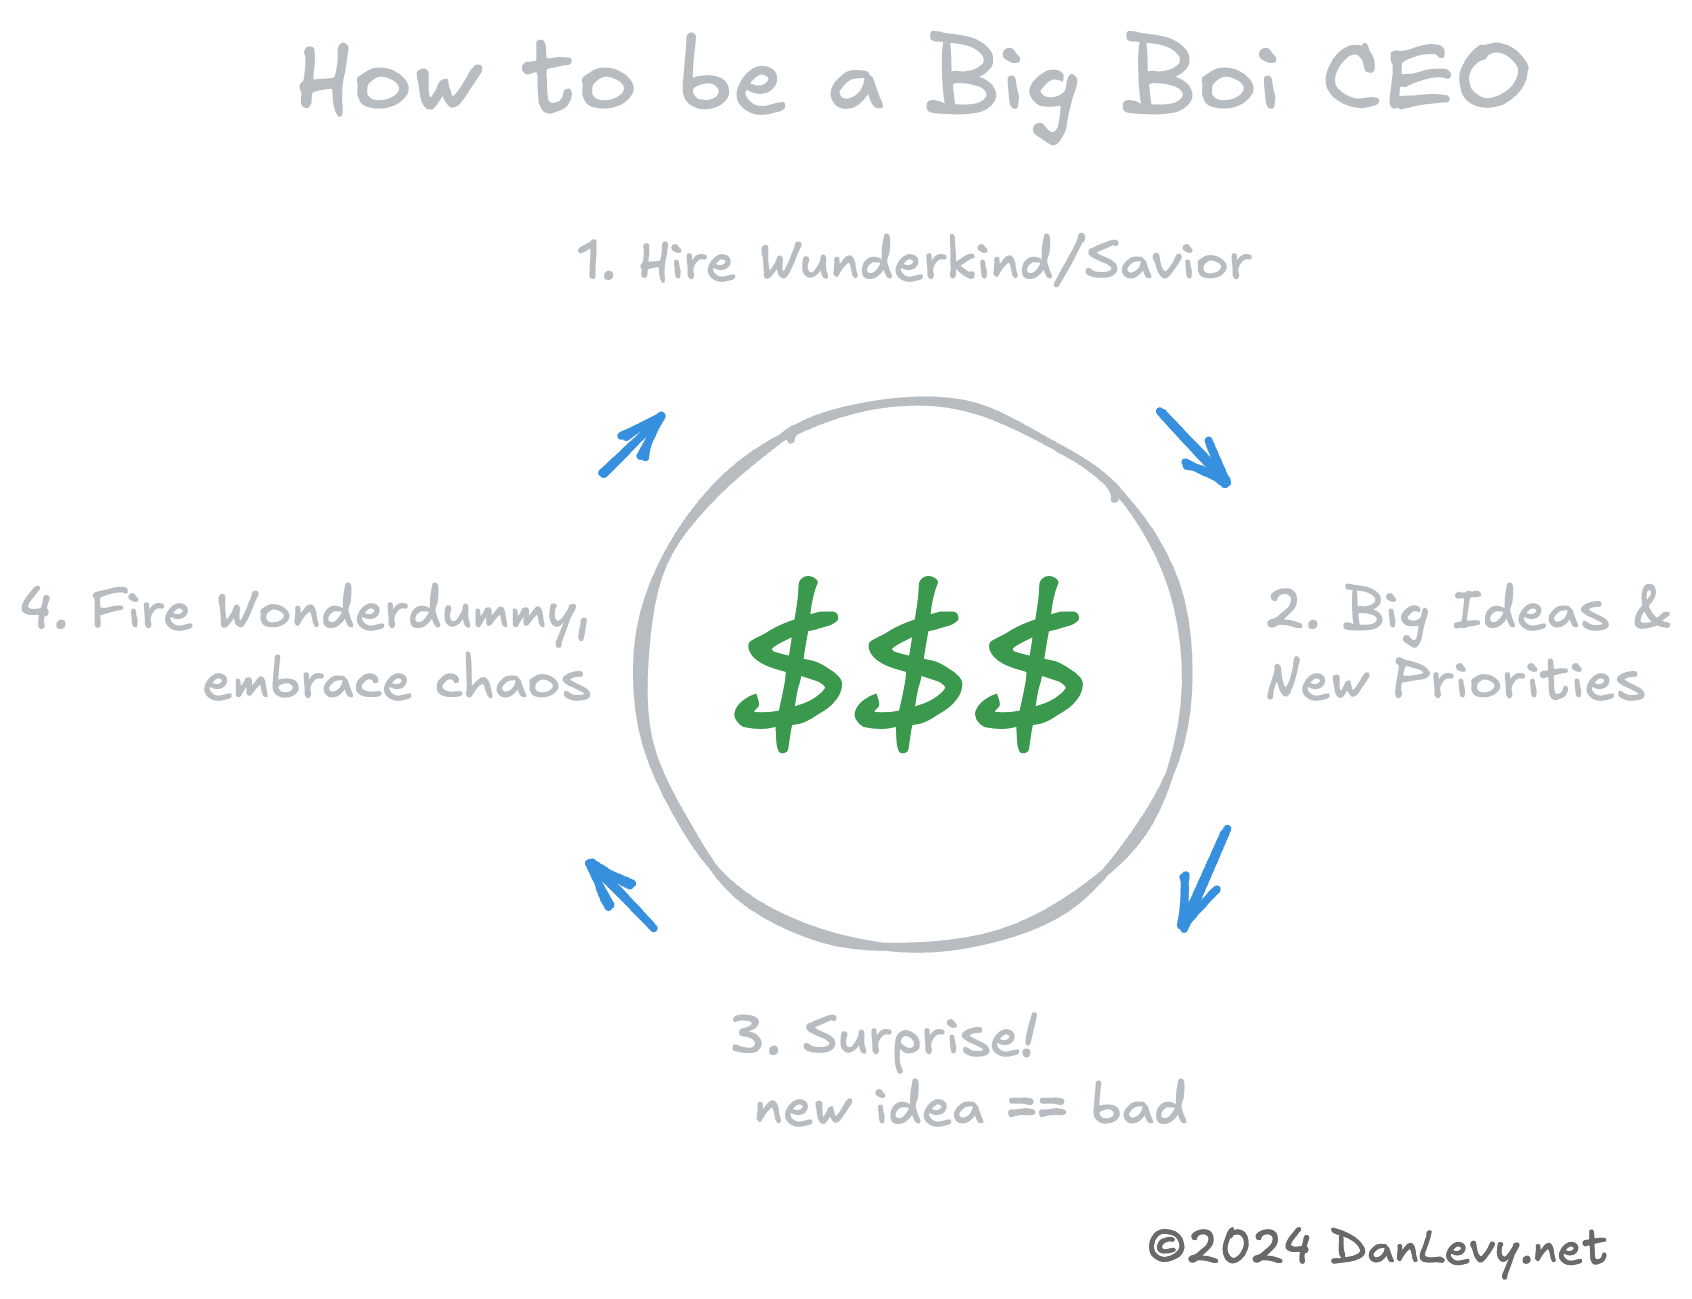 How to be a Big Boi CEO
1. Hire Wunderkind/Savior
2. Big Ideas &
New Priorities
3. Surprise!
new idea == bad
4. Fire Wonderdummy,
embrace chaos
$$$
©2024 DanLevy.net